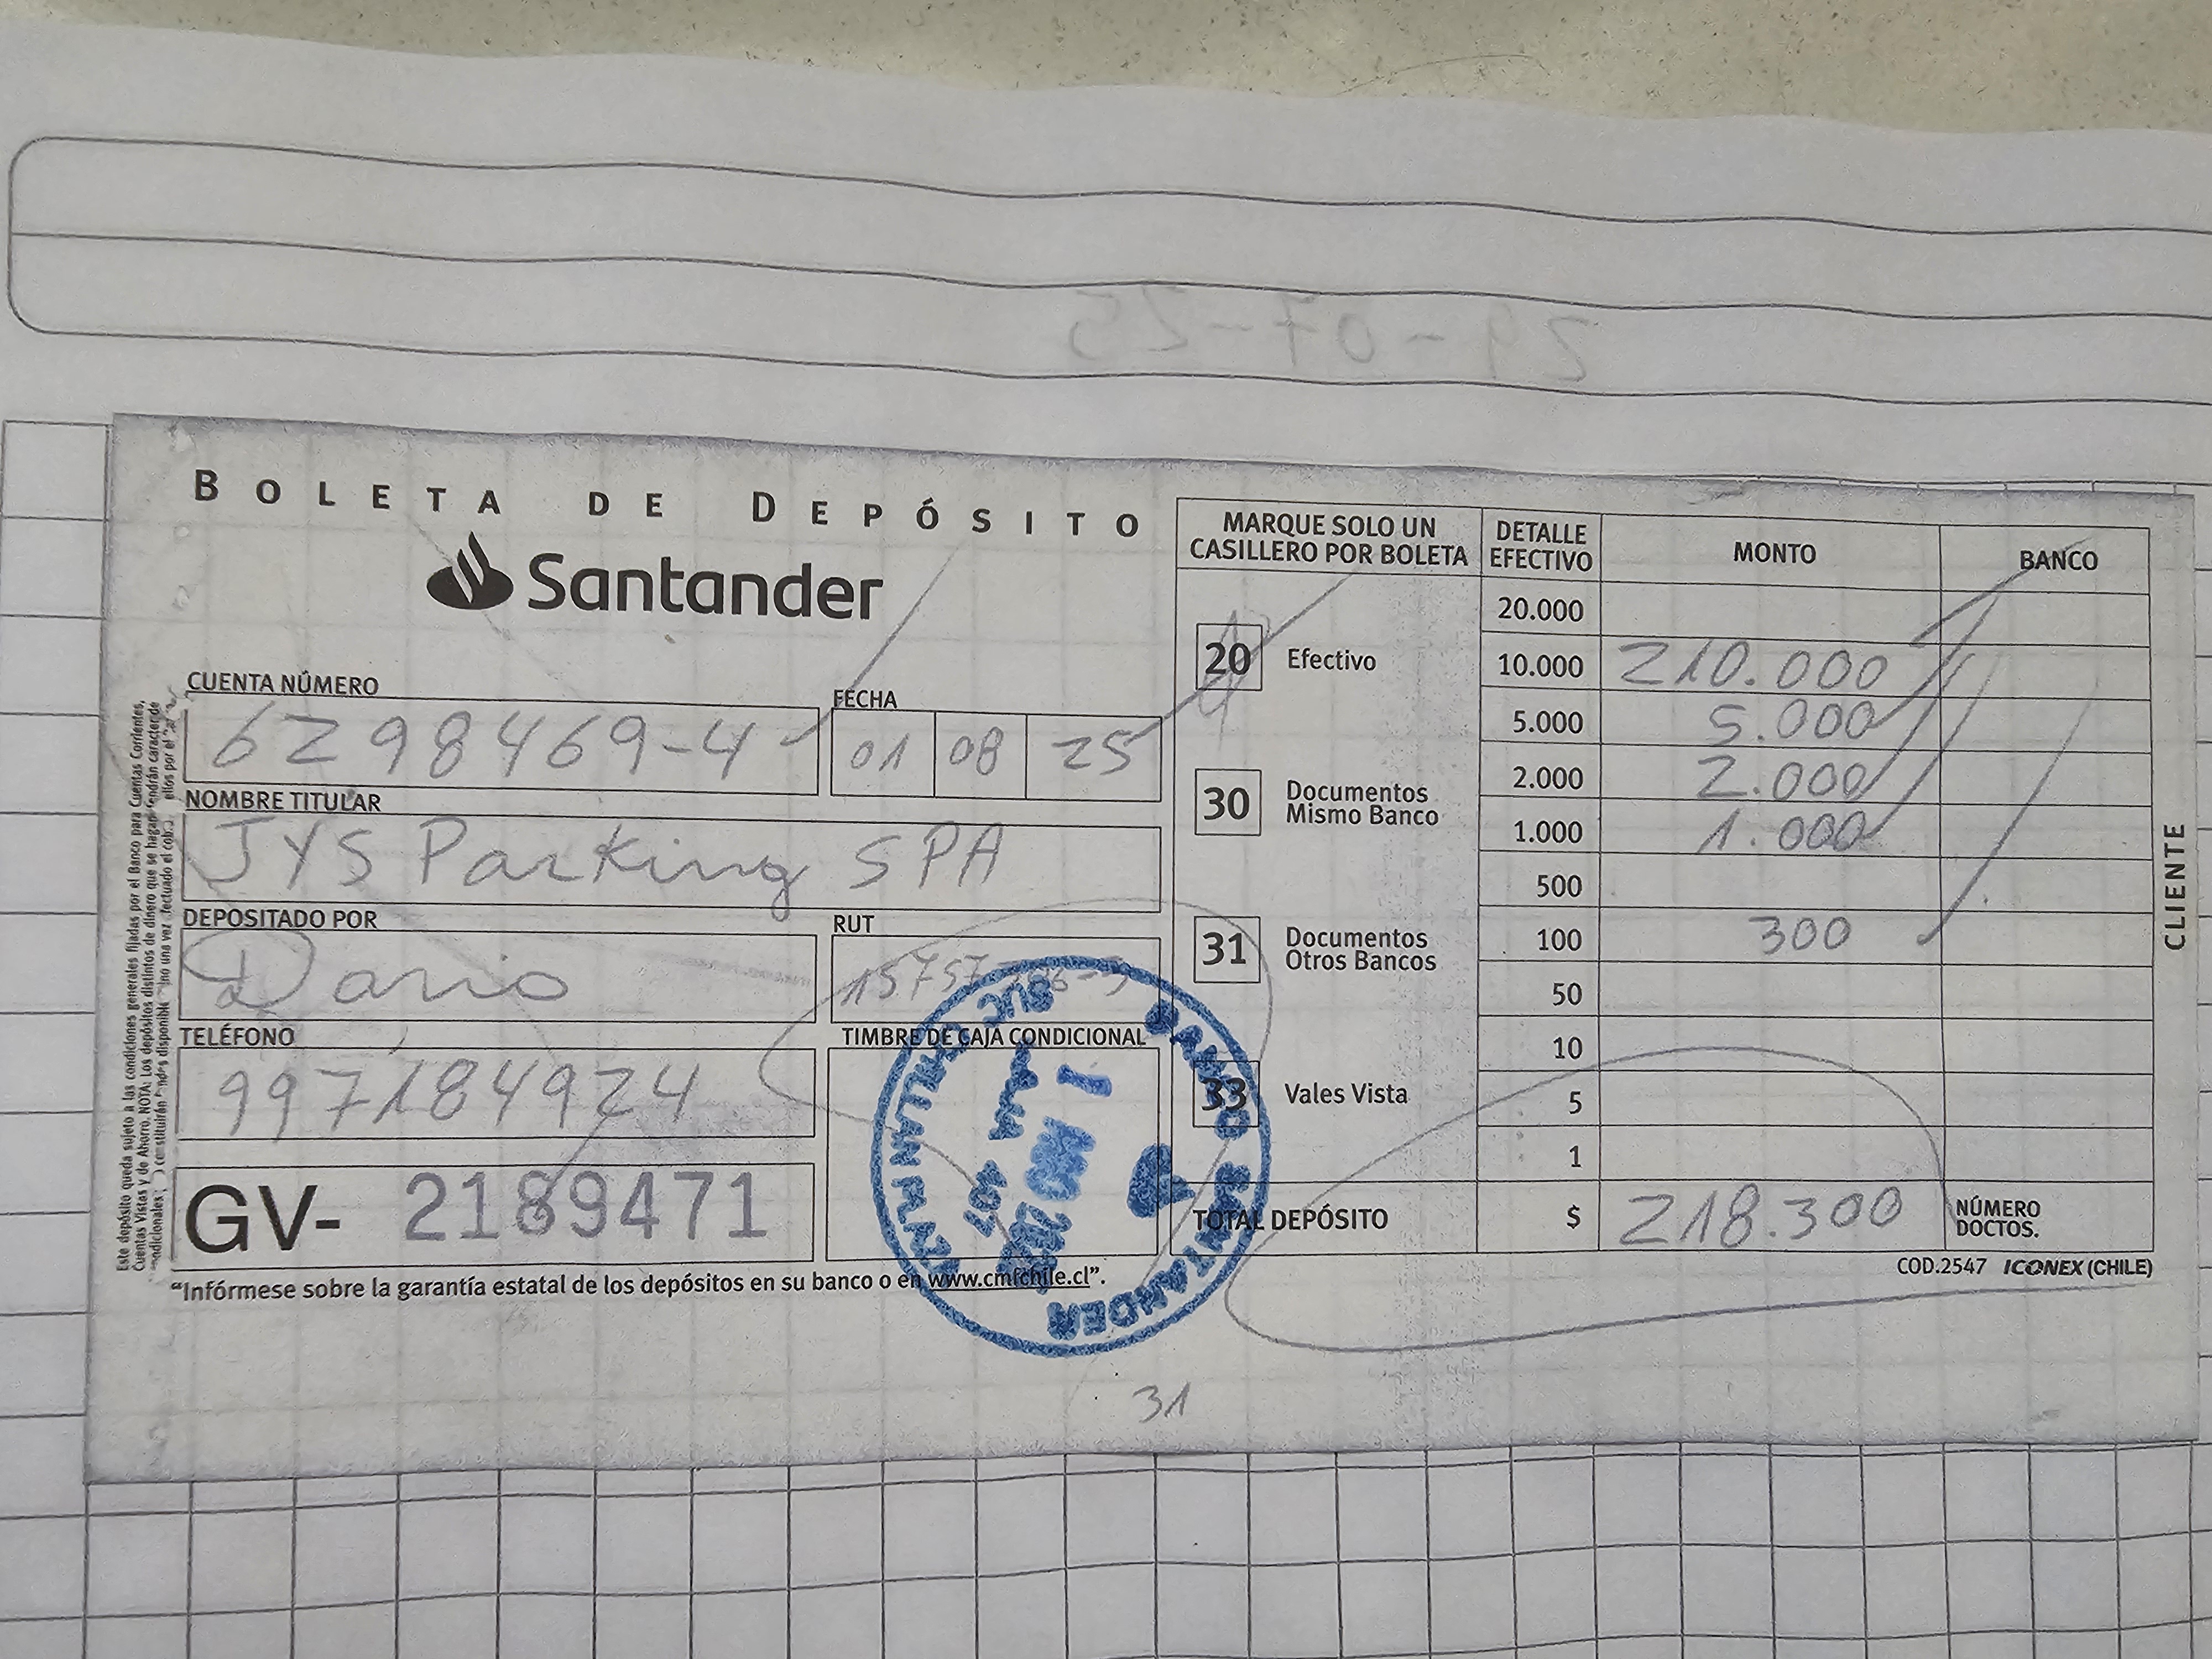 29-07-25
BOLETA DE DEPÓSITO
Santander
CUENTA NÚMERO
6298469-4
FECHA
01 08 25
NOMBRE TITULAR
JYS Parking SPA
DEPOSITADO POR
Dario
RUT
TELÉFONO
997184924
TIMBRE DE CAJA CONDICIONAL
GV- 2189471
"Infórmese sobre la garantía estatal de los depósitos en su banco o en www.cmfchile.cl".
MARQUE SOLO UN
CASILLERO POR BOLETA
20 Efectivo
30 Documentos
Mismo Banco
31 Documentos
Otros Bancos
33 Vales Vista
DETALLE
EFECTIVO MONTO BANCO
20.000
10.000 210.000
5.000 5.000
2.000 2.000
1.000 1.000
500
100 300
50
10
5
1
TOTAL DEPÓSITO $ 218.300 NÚMERO
DOCTOS.
COD.2547 ICONEX (CHILE)
CLIENTE
BANCO SANTANDER
31